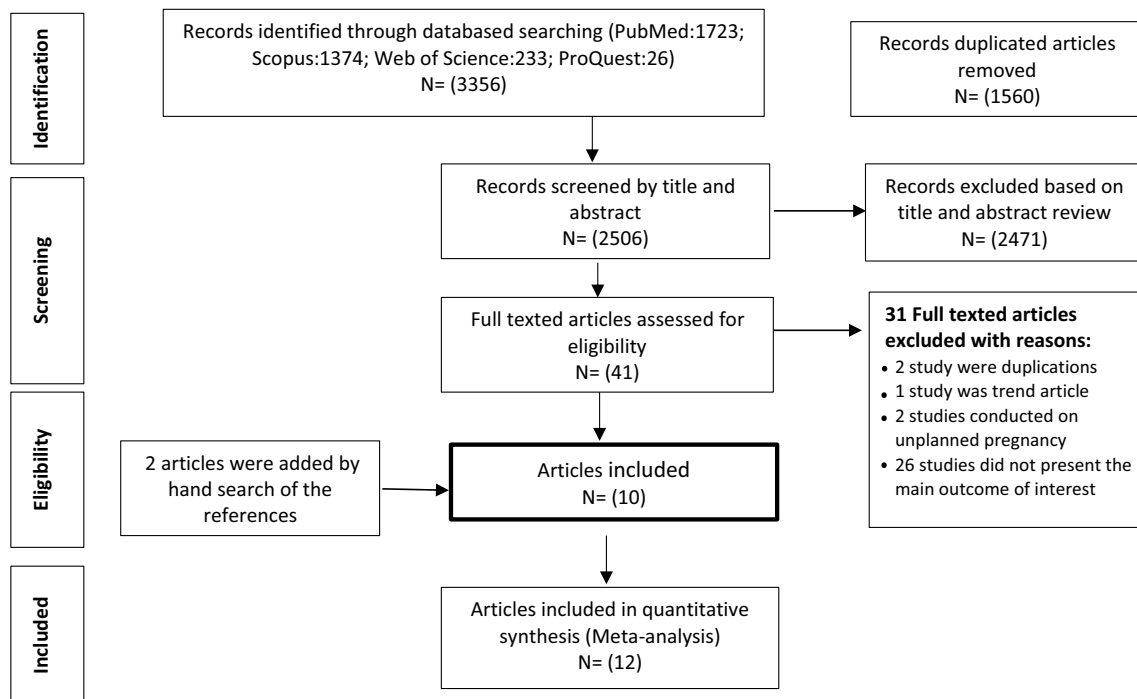 Identification
Records identified through databased searching (PubMed:1723;
Scopus:1374; Web of Science:233; ProQuest:26)
N= (3356)
Records duplicated articles
removed
N= (1560)
Screening
Records screened by title and
abstract
N= (2506)
Records excluded based on
title and abstract review
N= (2471)
Full texted articles assessed for
eligibility
N= (41)
31 Full texted articles
excluded with reasons:
• 2 study were duplications
• 1 study was trend article
• 2 studies conducted on
unplanned pregnancy
• 26 studies did not present the
main outcome of interest
Eligibility
2 articles were added by
hand search of the
references
Articles included
N= (10)
Included
Articles included in quantitative
synthesis (Meta-analysis)
N= (12)